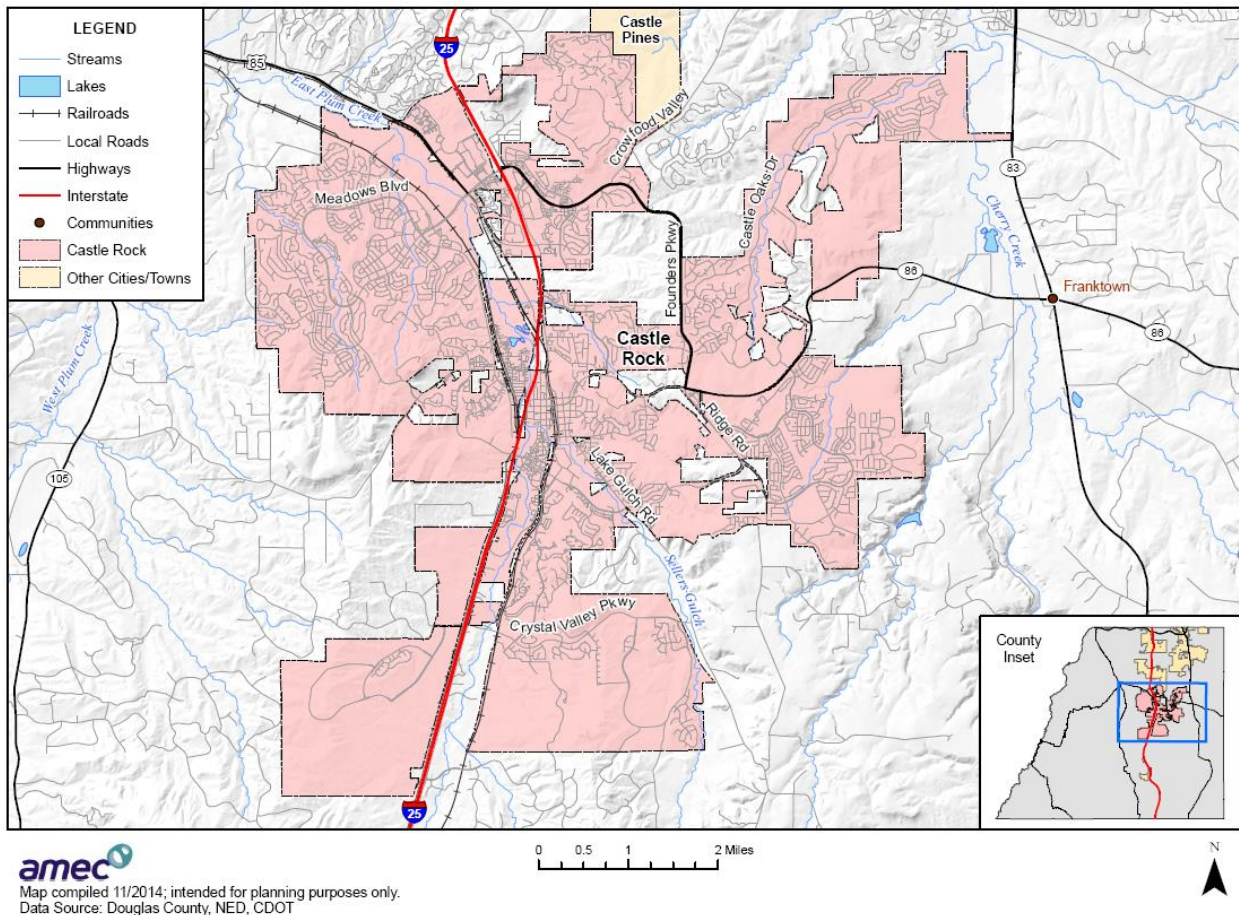 LEGEND
Streams
Lakes
Railroads
Local Roads
Highways
Interstate
Communities
Castle Rock
Other Cities/Towns
25
85
East Plum Creek
Castle
Pines
Crowfood Valley
Meadows Blvd
Castle Oaks Dr
83
Cherry Creek
Founders Pkwy
86
Franktown
86
Castle
Rock
West Plum Creek
105
Ridge Rd
Lake Gulch Rd
Sellers Gulch
Crystal Valley Pkwy
25
County
Inset
amec
Map compiled 11/2014; intended for planning purposes only.
Data Source: Douglas County, NED, CDOT
0 0.5 1 2 Miles
N